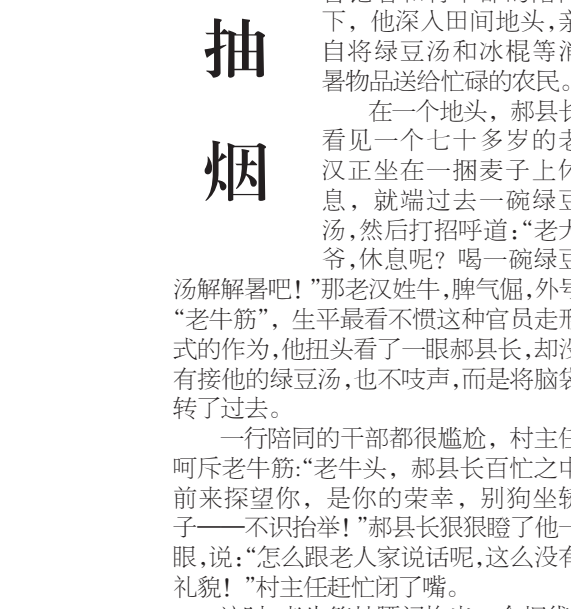 抽
烟
下，他深入田间地头,亲
自将绿豆汤和冰棍等消
暑物品送给忙碌的农民。
在一个地头，郝县长
看见一个七十多岁的老
汉正坐在一捆麦子上休
息，就端过去一碗绿豆
汤,然后打招呼道:“老大
爷,休息呢？喝一碗绿豆
汤解解暑吧！”那老汉姓牛,脾气倔,外号
“老牛筋”，生平最看不惯这种官员走形
式的作为,他扭头看了一眼郝县长,却没
有接他的绿豆汤,也不吱声,而是将脑袋
转了过去。
一行陪同的干部都很尴尬，村主任
呵斥老牛筋:“老牛头，郝县长百忙之中
前来探望你，是你的荣幸，别狗坐轿
子——不识抬举！”郝县长狠狠瞪了他一
眼,说:“怎么跟老人家说话呢,这么没有
礼貌！”村主任赶忙闭了嘴。